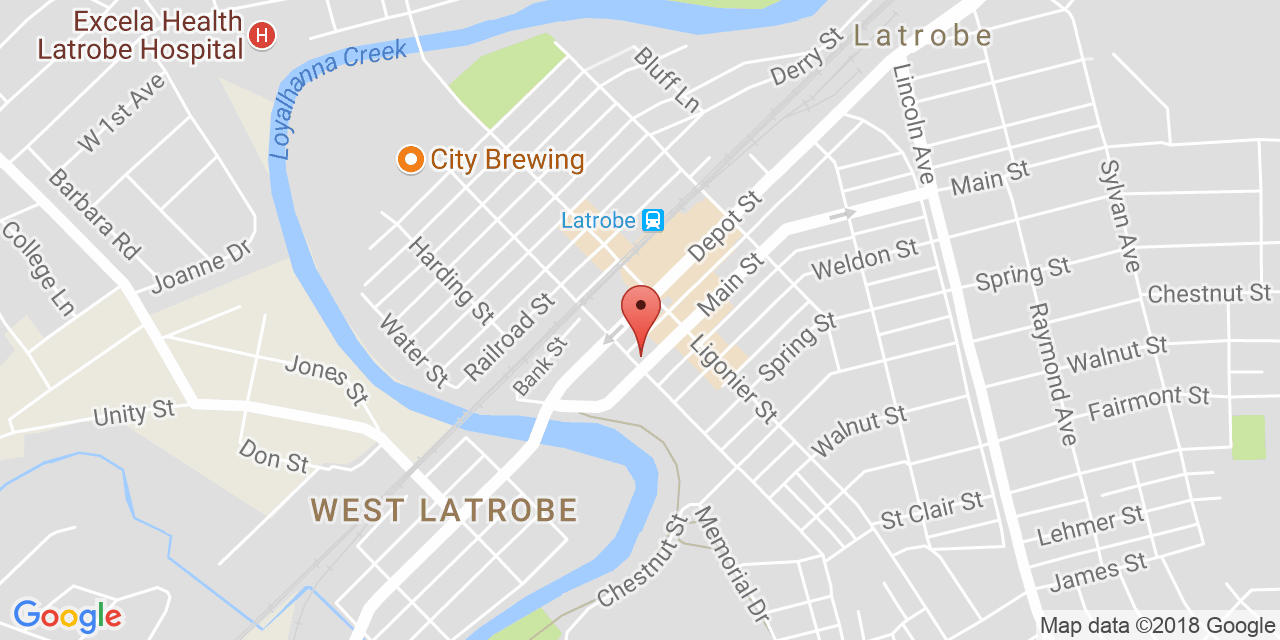 Excela Health
Latrobe Hospital
H
Latrobe
Derry St
Bluff Ln
Loyalhanna Creek
W 1st Ave
Lincoln Ave
City Brewing
Main St
Sylvan Ave
Barbara Rd
Latrobe
Depot St
College Ln
Joanne Dr
Harding St
Main St
Weldon St
Spring St
Chestnut St
Railroad St
Water St
Bank St
Spring St
Raymond Ave
Walnut St
Ligonier St
Jones St
Unity St
Fairmont St
Walnut St
Don St
WEST LATROBE
St Clair St
Lehmer St
Chestnut St
Memorial Dr
James St
Google
Map data ©2018 Google